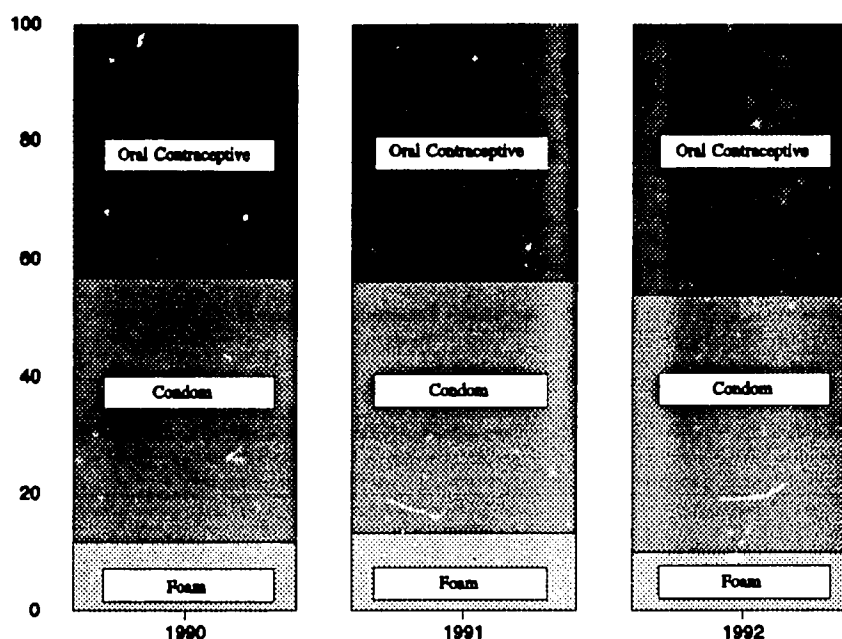 100
80
60
40
20
0
Oral Contraceptive
Condom
Foam
1990
Oral Contraceptive
Condom
Foam
1991
Oral Contraceptive
Condom
Foam
1992